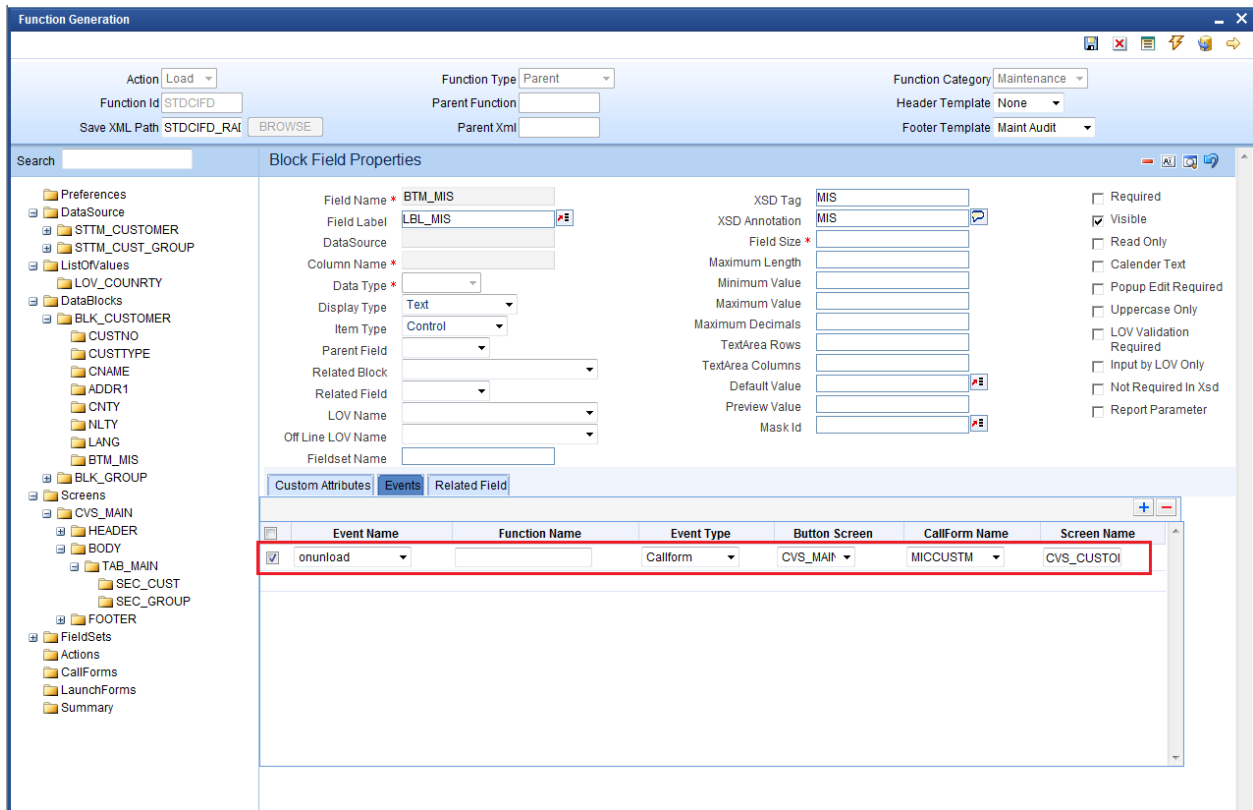 Function Generation
Action Load
Function Type Parent
Function Category Maintenance
Function Id STDCIFD
Parent Function
Header Template None
Save XML Path STDCIFD_RAD BROWSE
Parent Xml
Footer Template Maint Audit
Search
Block Field Properties
Preferences
DataSource
STTM_CUSTOMER
STTM_CUST_GROUP
ListOfValues
LOV_COUNRTY
DataBlocks
BLK_CUSTOMER
CUSTNO
CUSTTYPE
CNAME
ADDR1
CNTY
NLTY
LANG
BTM_MIS
BLK_GROUP
Screens
CVS_MAIN
HEADER
BODY
TAB_MAIN
SEC_CUST
SEC_GROUP
FOOTER
FieldSets
Actions
CallForms
LaunchForms
Summary
Field Name * BTM_MIS
Field Label LBL_MIS
DataSource
Column Name *
Data Type *
Display Type Text
Item Type Control
Parent Field
Related Block
Related Field
LOV Name
Off Line LOV Name
Fieldset Name
XSD Tag MIS
XSD Annotation MIS
Field Size *
Maximum Length
Minimum Value
Maximum Value
Maximum Decimals
TextArea Rows
TextArea Columns
Default Value
Preview Value
Mask Id
Required
Visible
Read Only
Calender Text
Popup Edit Required
Uppercase Only
LOV Validation
Required
Input by LOV Only
Not Required In Xsd
Report Parameter
Custom Attributes Events Related Field
Event Name Function Name Event Type Button Screen CallForm Name Screen Name
onunload Callform CVS_MAIN MICCUSTM CVS_CUSTOI